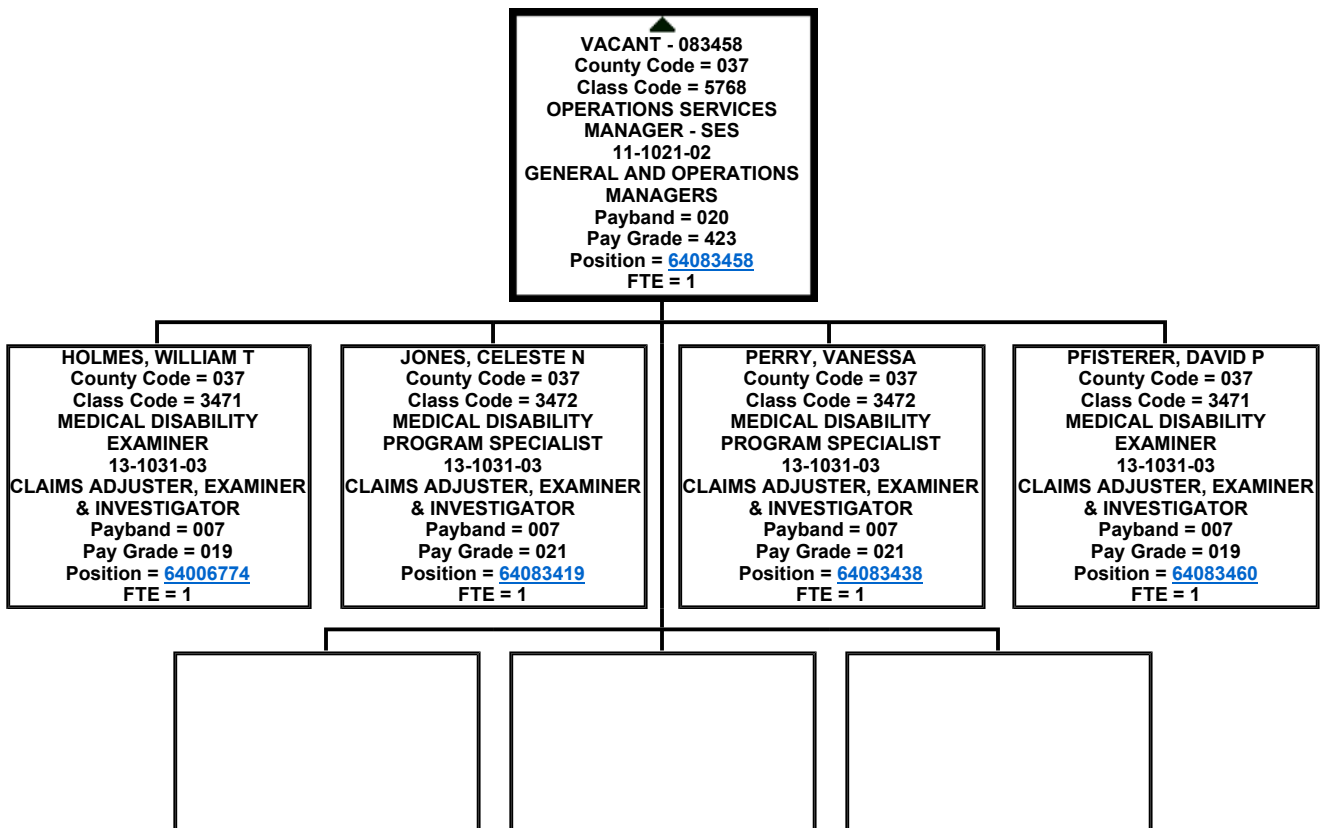 VACANT - 083458
County Code = 037
Class Code = 5768
OPERATIONS SERVICES
MANAGER - SES
11-1021-02
GENERAL AND OPERATIONS
MANAGERS
Payband = 020
Pay Grade = 423
Position = 64083458
FTE = 1
HOLMES, WILLIAM T
County Code = 037
Class Code = 3471
MEDICAL DISABILITY
EXAMINER
13-1031-03
CLAIMS ADJUSTER, EXAMINER
& INVESTIGATOR
Payband = 007
Pay Grade = 019
Position = 64006774
FTE = 1
JONES, CELESTE N
County Code = 037
Class Code = 3472
MEDICAL DISABILITY
PROGRAM SPECIALIST
13-1031-03
CLAIMS ADJUSTER, EXAMINER
& INVESTIGATOR
Payband = 007
Pay Grade = 021
Position = 64083419
FTE = 1
PERRY, VANESSA
County Code = 037
Class Code = 3472
MEDICAL DISABILITY
PROGRAM SPECIALIST
13-1031-03
CLAIMS ADJUSTER, EXAMINER
& INVESTIGATOR
Payband = 007
Pay Grade = 021
Position = 64083438
FTE = 1
PFISTERER, DAVID P
County Code = 037
Class Code = 3471
MEDICAL DISABILITY
EXAMINER
13-1031-03
CLAIMS ADJUSTER, EXAMINER
& INVESTIGATOR
Payband = 007
Pay Grade = 019
Position = 64083460
FTE = 1